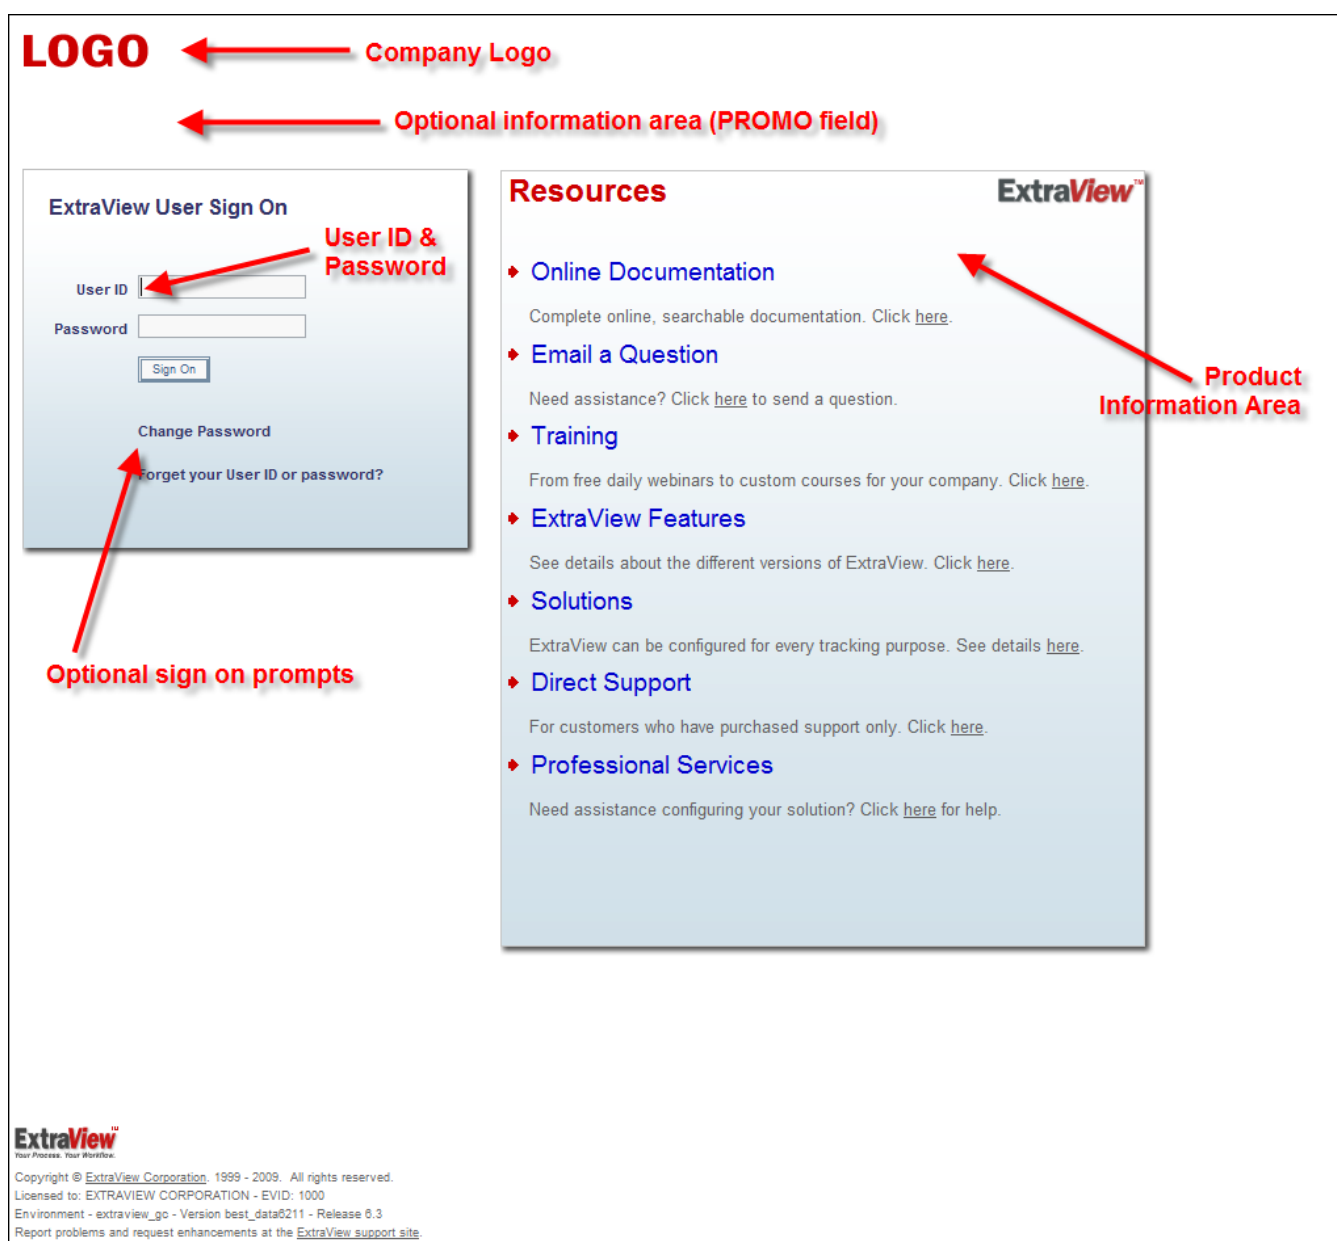 LOGO
Company Logo
Optional information area (PROMO field)
ExtraView User Sign On
User ID &
Password
User ID
Password
Sign On
Change Password
Forget your User ID or password?
Optional sign on prompts
Resources
ExtraView™
Online Documentation
Complete online, searchable documentation. Click here.
Email a Question
Need assistance? Click here to send a question.
Product
Information Area
Training
From free daily webinars to custom courses for your company. Click here.
ExtraView Features
See details about the different versions of ExtraView. Click here.
Solutions
ExtraView can be configured for every tracking purpose. See details here.
Direct Support
For customers who have purchased support only. Click here.
Professional Services
Need assistance configuring your solution? Click here for help.
ExtraView™
Your Process. Your Workflow.
Copyright © ExtraView Corporation. 1999 - 2009. All rights reserved.
Licensed to: EXTRAVIEW CORPORATION - EVID: 1000
Environment - extraview_gc - Version best_data6211 - Release 6.3
Report problems and request enhancements at the ExtraView support site.